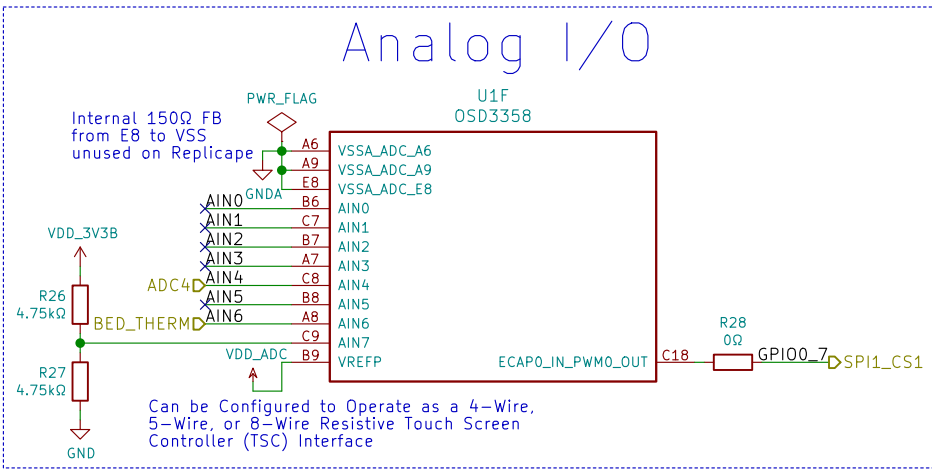 Analog I/O
Internal 150Ω FB
from E8 to VSS
unused on Replicape
PWR_FLAG
GNDA
U1F
OSD3358
A6 VSSA_ADC_A6
A9 VSSA_ADC_A9
E8 VSSA_ADC_E8
AIN0 B6 AIN0
AIN1 C7 AIN1
AIN2 B7 AIN2
AIN3 A7 AIN3
ADC4 AIN4 C8 AIN4
AIN5 B8 AIN5
BED_THERM AIN6 A8 AIN6
C9 AIN7
VDD_ADC B9 VREFP
VDD_3V3B
R26
4.75kΩ
R27
4.75kΩ
GND
ECAP0_IN_PWM0_OUT C18
R28
0Ω
GPIO0_7 SPI1_CS1
Can be Configured to Operate as a 4-Wire,
5-Wire, or 8-Wire Resistive Touch Screen
Controller (TSC) Interface